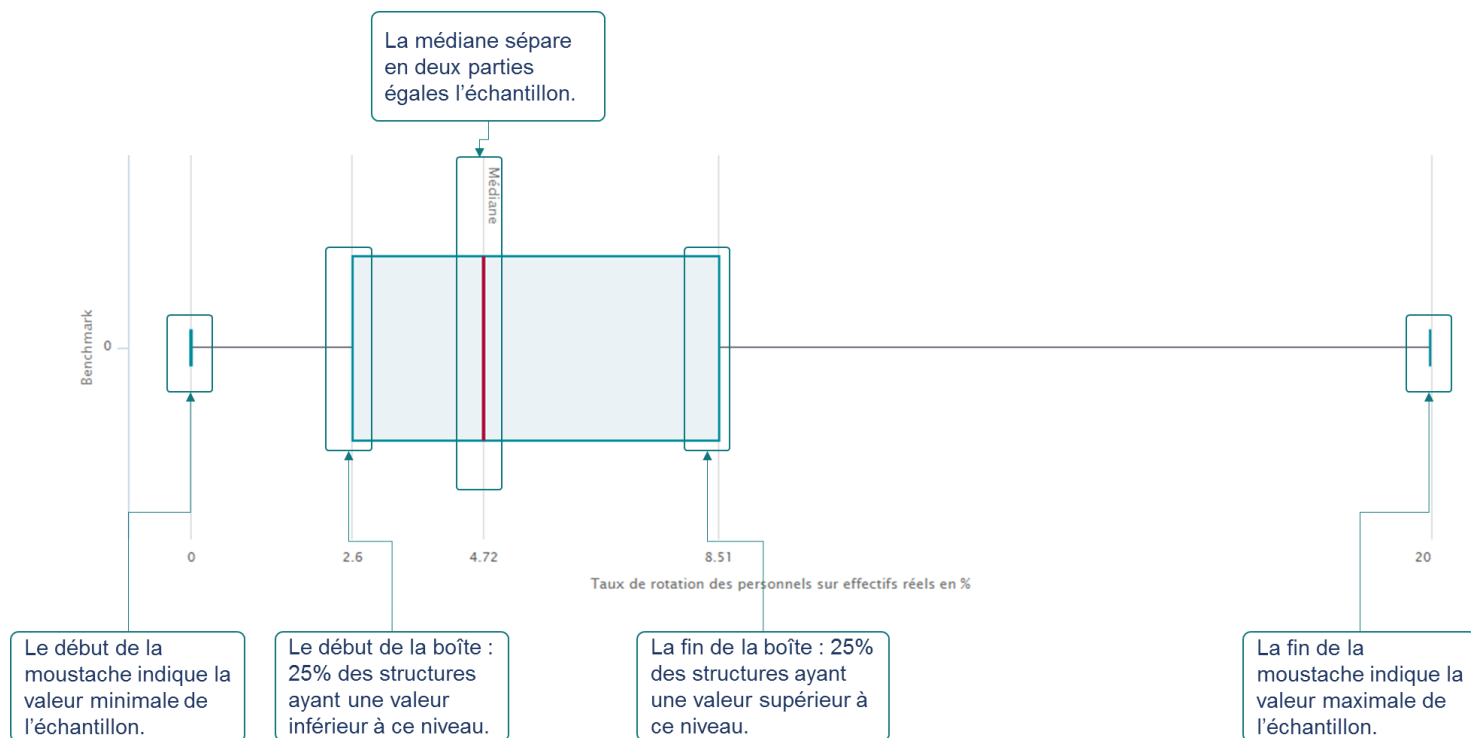 La médiane sépare
en deux parties
égales l’échantillon.
Médiane
Benchmark
0
0
2.6
4.72
8.51
20
Taux de rotation des personnels sur effectifs réels en %
Le début de la
moustache indique la
valeur minimale de
l’échantillon.
Le début de la boîte :
25% des structures
ayant une valeur
inférieur à ce niveau.
La fin de la boîte : 25%
des structures ayant
une valeur supérieur à
ce niveau.
La fin de la
moustache indique la
valeur maximale de
l’échantillon.